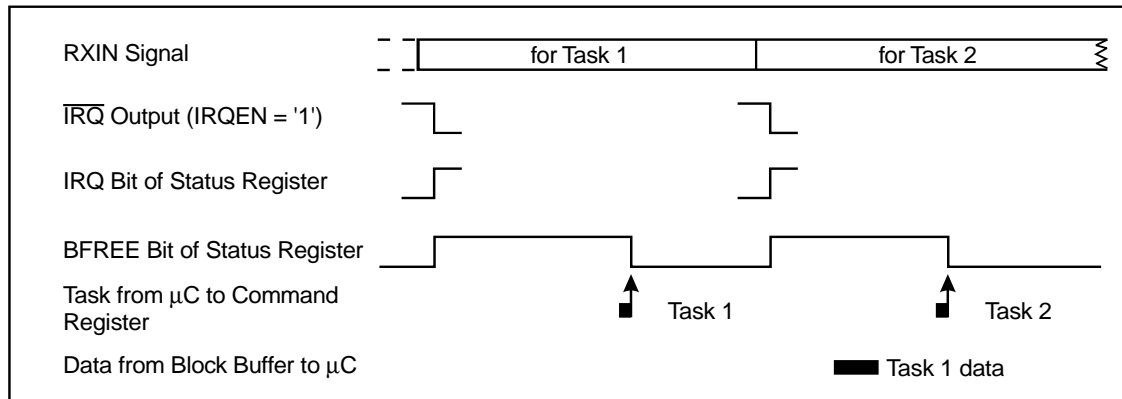 RXIN Signal for Task 1 for Task 2
IRQ Output (IRQEN = '1')
IRQ Bit of Status Register
BFREE Bit of Status Register
Task from μC to Command
Register
Task 1 Task 2
Data from Block Buffer to μC Task 1 data